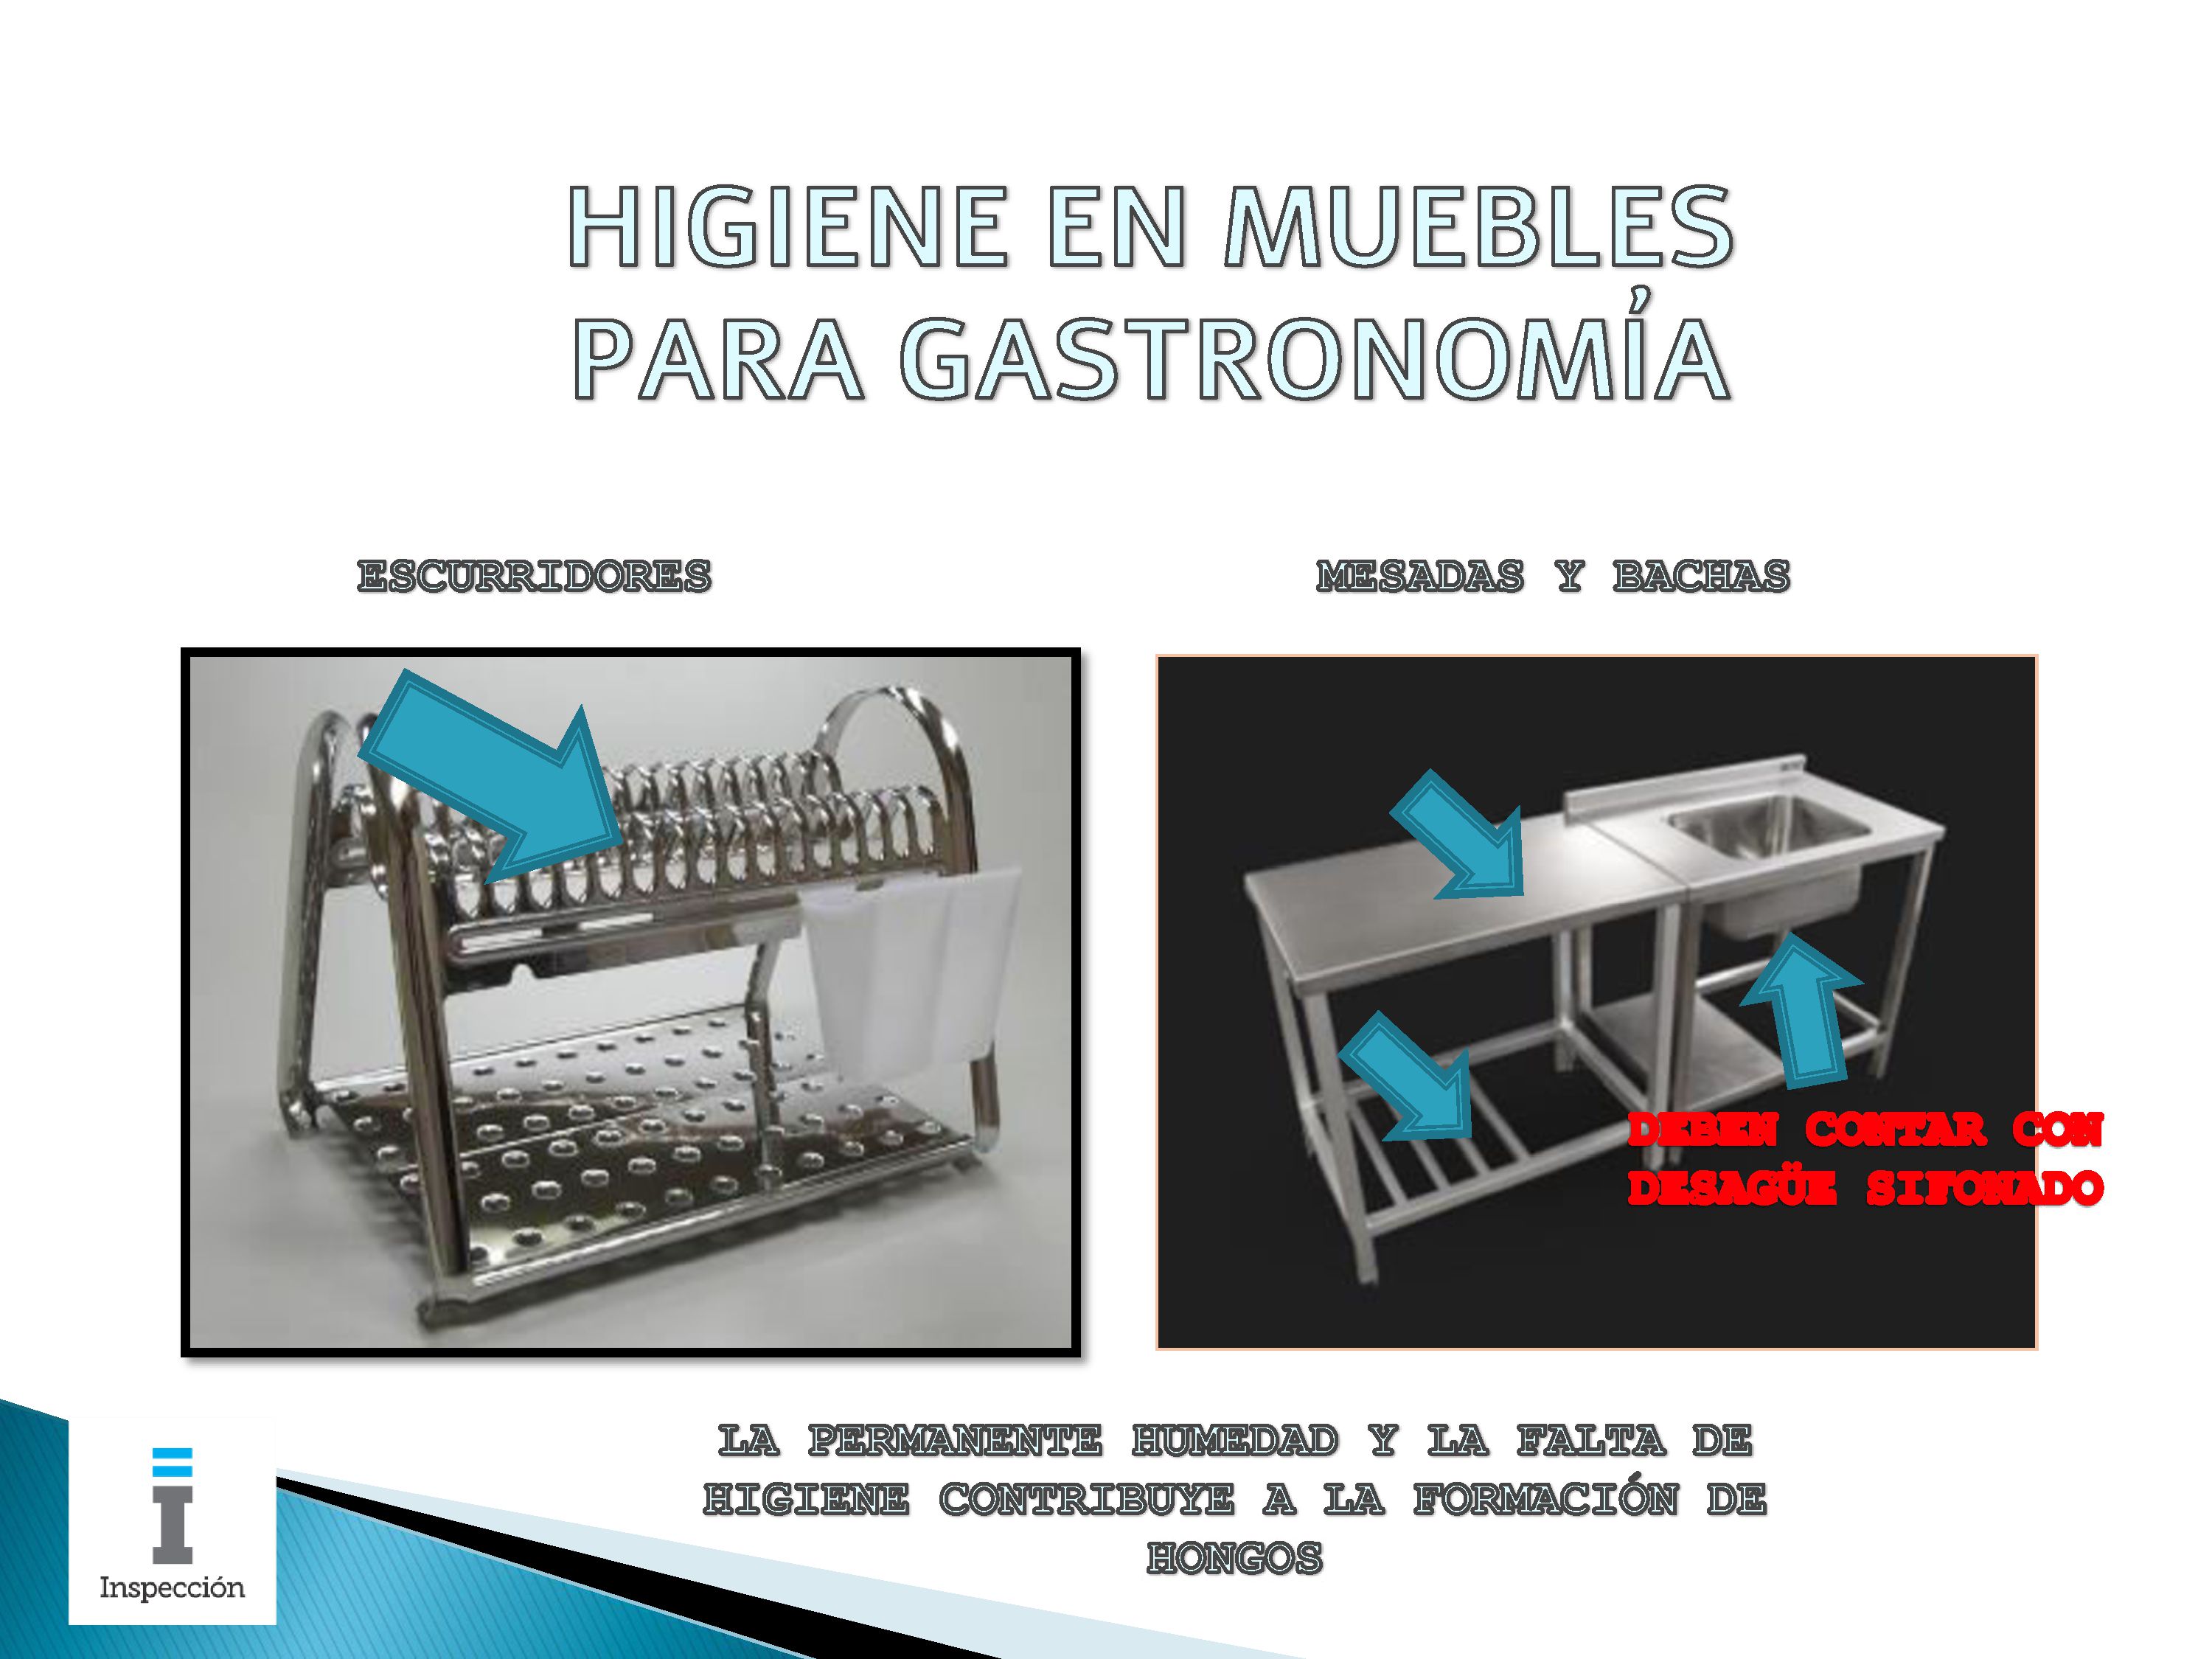 HIGIENE EN MUEBLES
PARA GASTRONOMÍA
ESCURRIDORES
MESADAS Y BACHAS
DEBEN CONTAR CON
DESAGÜE SIFONADO
LA PERMANENTE HUMEDAD Y LA FALTA DE
HIGIENE CONTRIBUYE A LA FORMACIÓN DE
HONGOS
Inspección